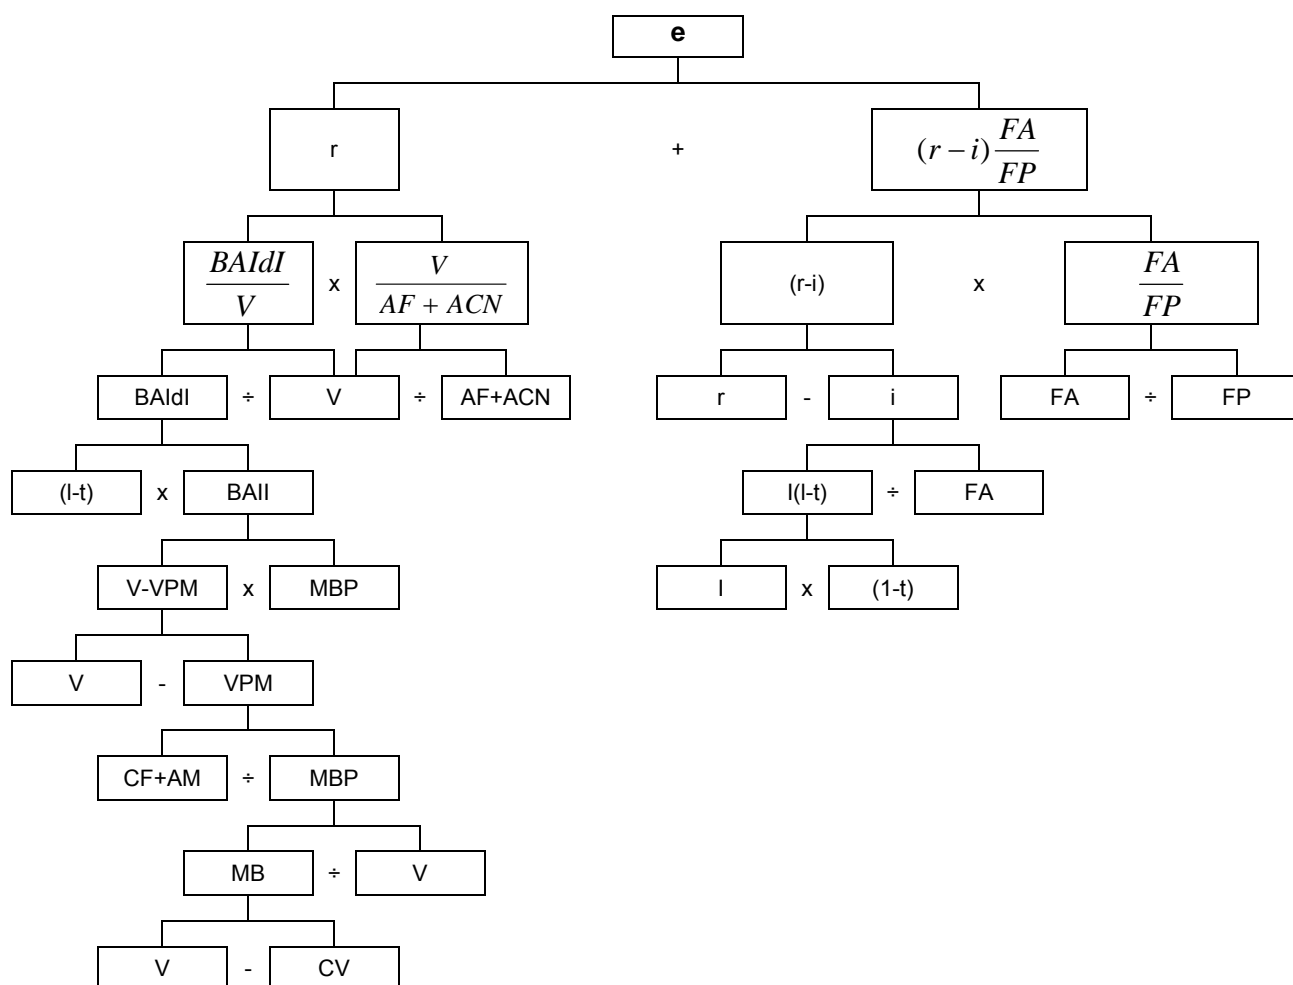 e
r + (r − i) FA / FP
BAIdI / V x V / AF + ACN (r-i) x FA / FP
BAIdI ÷ V ÷ AF+ACN r - i FA ÷ FP
(I-t) x BAII I(I-t) ÷ FA
V-VPM x MBP I x (1-t)
V - VPM
CF+AM ÷ MBP
MB ÷ V
V - CV